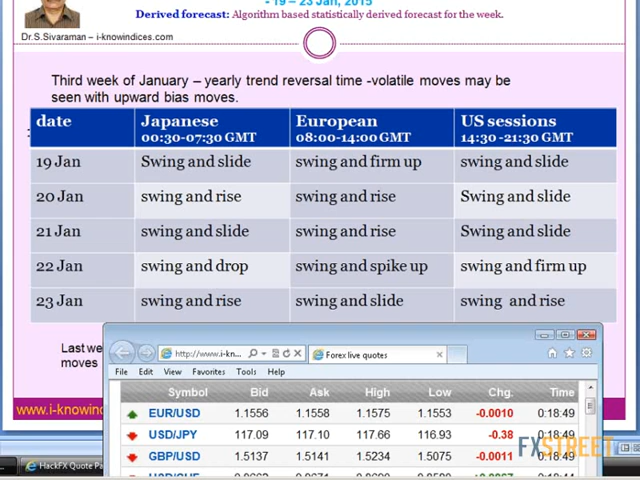 - 19 – 23 Jan, 2015
Derived forecast: Algorithm based statistically derived forecast for the week.
Dr.S.Sivaraman – i-knowindices.com
Third week of January – yearly trend reversal time -volatile moves may be
seen with upward bias moves.
date Japanese European US sessions
00:30-07:30 GMT 08:00-14:00 GMT 14:30 -21:30 GMT
19 Jan Swing and slide swing and firm up swing and slide
20 Jan swing and rise swing and rise Swing and slide
21 Jan swing and slide swing and rise Swing and slide
22 Jan swing and drop swing and spike up swing and firm up
23 Jan swing and rise swing and slide swing and rise
Last we
moves
http://www.i-kn... Forex live quotes
File Edit View Favorites Tools Help
Symbol Bid Ask High Low Chg. Time
EUR/USD 1.1556 1.1558 1.1575 1.1553 -0.0010 0:18:49
USD/JPY 117.09 117.10 117.66 116.93 -0.38 0:18:49
GBP/USD 1.5137 1.5141 1.5234 1.5075 -0.0011 0:18:49
www.i-knowind
FXSTREET
HackFX Quote Pa